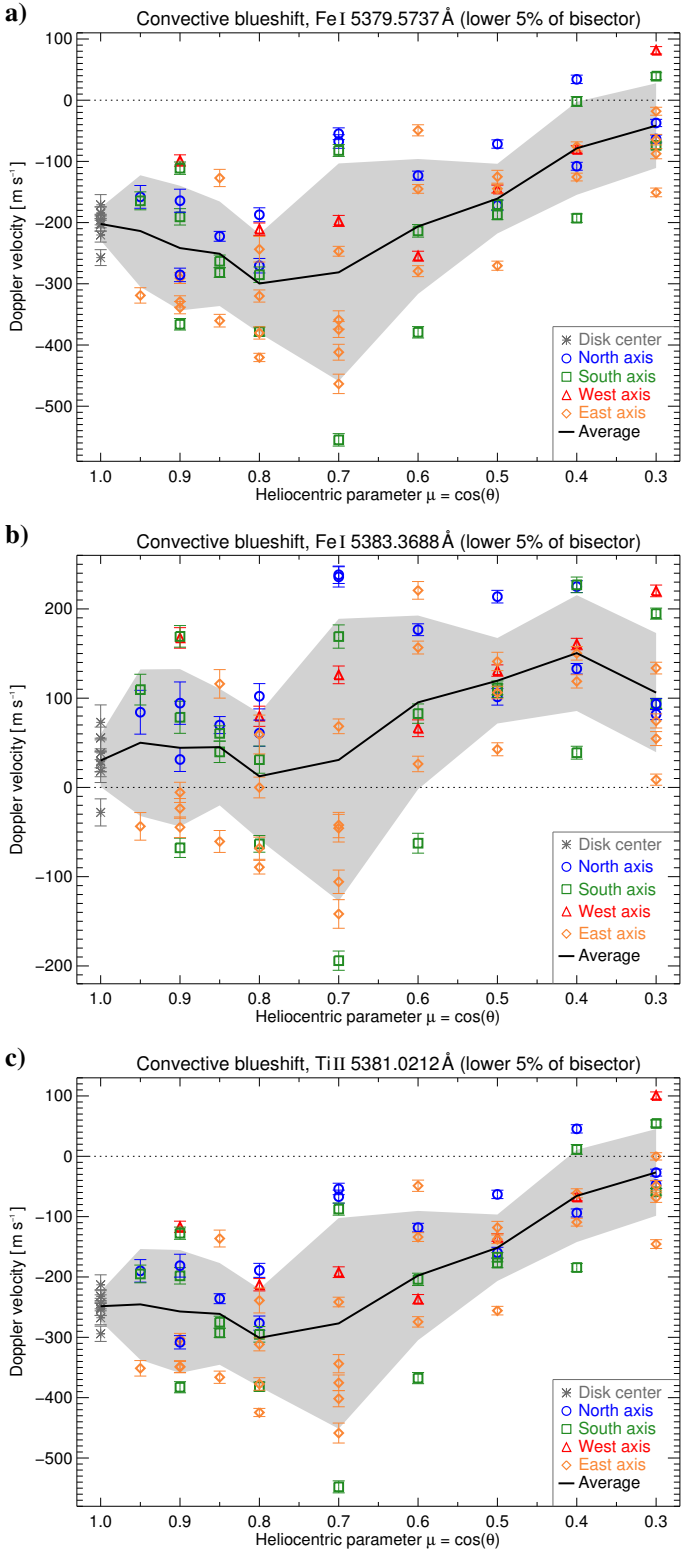 a)
Convective blueshift, Fe I 5379.5737 Å (lower 5% of bisector)
Doppler velocity [ m s⁻¹ ]
100
0
−100
−200
−300
−400
−500
Disk center
North axis
South axis
West axis
East axis
Average
1.0 0.9 0.8 0.7 0.6 0.5 0.4 0.3
Heliocentric parameter μ = cos(θ)
b)
Convective blueshift, Fe I 5383.3688 Å (lower 5% of bisector)
Doppler velocity [ m s⁻¹ ]
200
100
0
−100
−200
Disk center
North axis
South axis
West axis
East axis
Average
1.0 0.9 0.8 0.7 0.6 0.5 0.4 0.3
Heliocentric parameter μ = cos(θ)
c)
Convective blueshift, Ti II 5381.0212 Å (lower 5% of bisector)
Doppler velocity [ m s⁻¹ ]
100
0
−100
−200
−300
−400
−500
Disk center
North axis
South axis
West axis
East axis
Average
1.0 0.9 0.8 0.7 0.6 0.5 0.4 0.3
Heliocentric parameter μ = cos(θ)